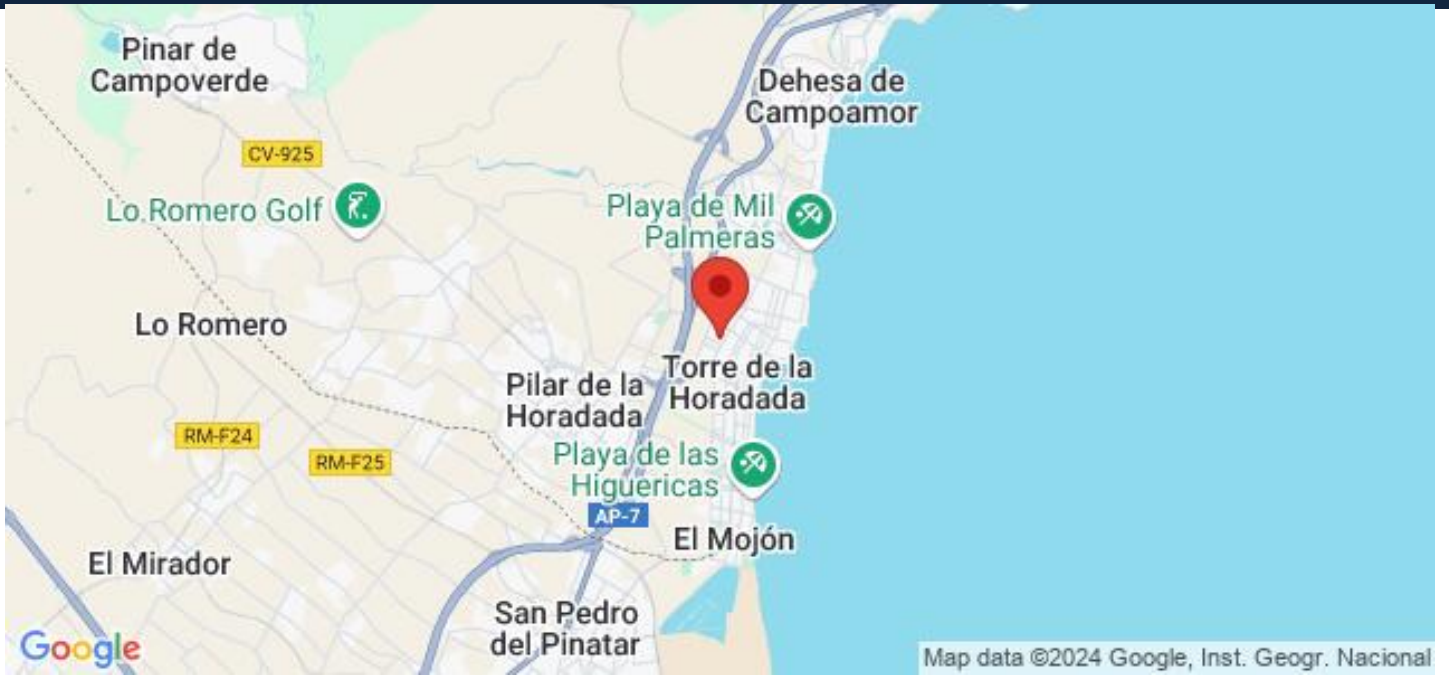 Pinar de
Campoverde
Dehesa de
Campoamor
CV-925
Lo Romero Golf
Playa de Mil
Palmeras
Lo Romero
Torre de la
Horadada
Pilar de la
Horadada
RM-F24
RM-F25
Playa de las
Higuericas
AP-7
El Mojón
El Mirador
San Pedro
del Pinatar
Google
Map data ©2024 Google, Inst. Geogr. Nacional